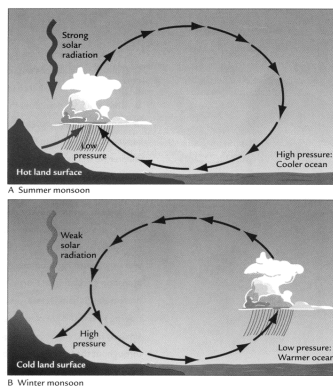 Strong
solar
radiation
Low
pressure
High pressure:
Cooler ocean
Hot land surface
A Summer monsoon
Weak
solar
radiation
High
pressure
Low pressure:
Warmer ocean
Cold land surface
B Winter monsoon